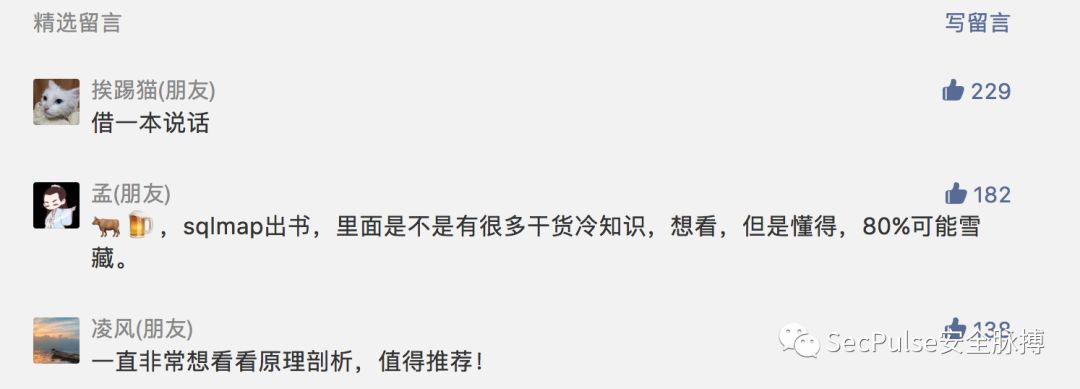 精选留言
写留言
挨踢猫(朋友)
229
借一本说话
孟(朋友)
182
🐂🍺，sqlmap出书，里面是不是有很多干货冷知识，想看，但是懂得，80%可能雪
藏。
凌风(朋友)
138
一直非常想看看原理剖析，值得推荐！
SecPulse安全脉搏